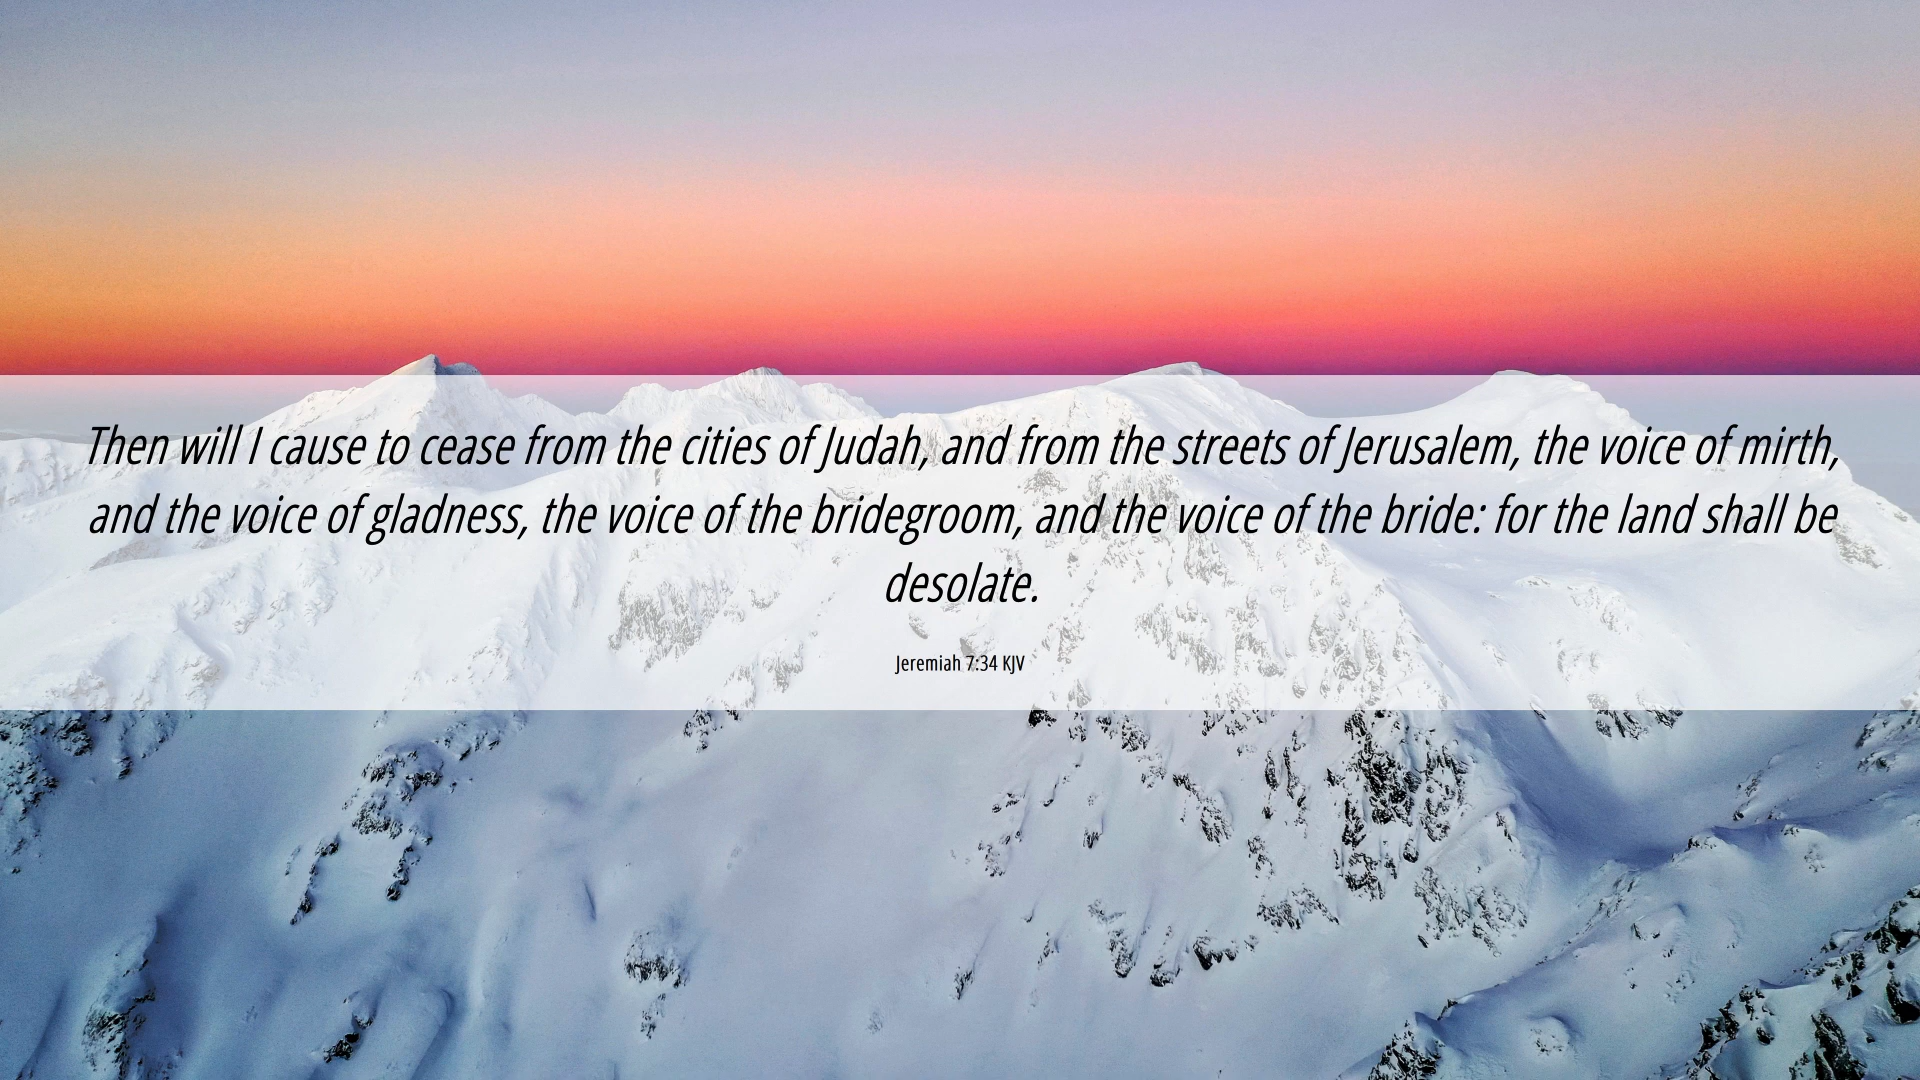 Then will I cause to cease from the cities of Judah, and from the streets of Jerusalem, the voice of mirth,
and the voice of gladness, the voice of the bridegroom, and the voice of the bride: for the land shall be
desolate.
Jeremiah 7:34 KJV